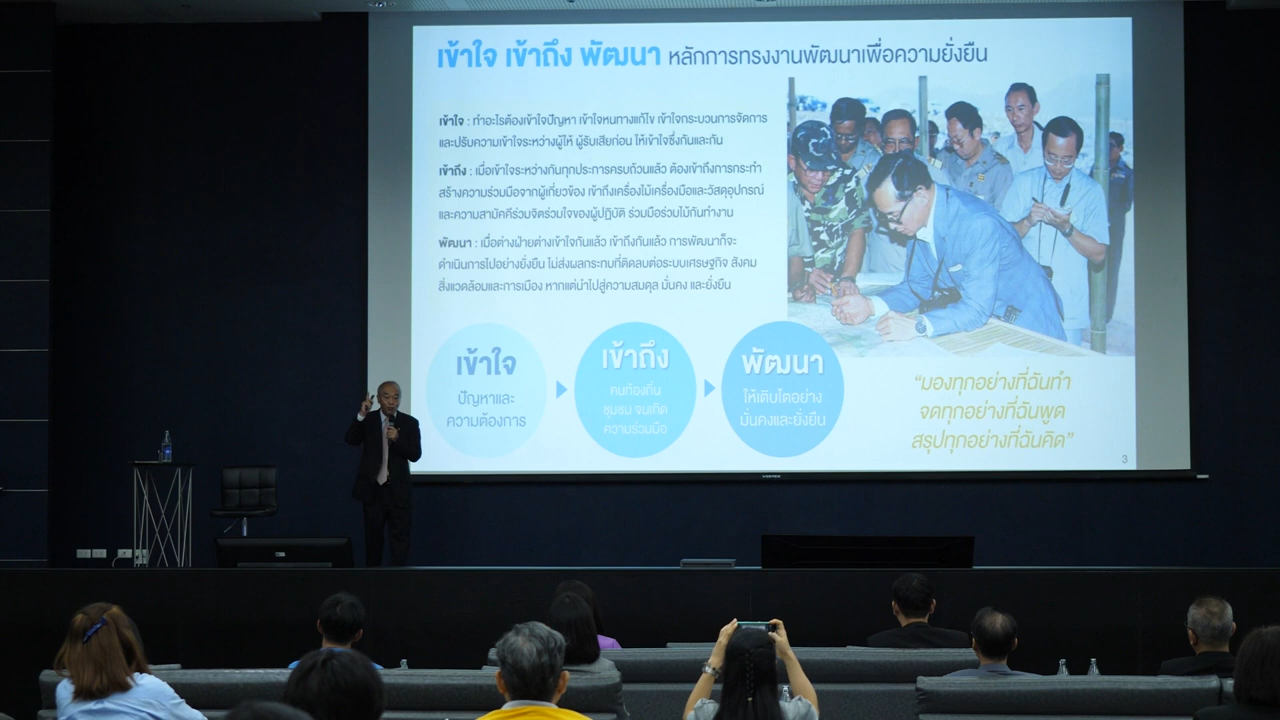 เข้าใจ เข้าถึง พัฒนา หลักการทรงงานพัฒนาเพื่อความยั่งยืน
เข้าใจ : ทำอะไรต้องเข้าใจปัญหา เข้าใจหนทางแก้ไข เข้าใจกระบวนการจัดการ
และปรับความเข้าใจระหว่างผู้ให้ ผู้รับเสียก่อน ให้เข้าใจซึ่งกันและกัน
เข้าถึง : เมื่อเข้าใจระหว่างกันทุกประการครบถ้วนแล้ว ต้องเข้าถึงการกระทำ
สร้างความร่วมมือจากผู้เกี่ยวข้อง เข้าถึงเครื่องไม้เครื่องมือและวัสดุอุปกรณ์
และความสามัคคีร่วมจิตร่วมใจของผู้ปฏิบัติ ร่วมมือร่วมไม้กันทำงาน
พัฒนา : เมื่อต่างฝ่ายต่างเข้าใจกันแล้ว เข้าถึงกันแล้ว การพัฒนาก็จะ
ดำเนินการไปอย่างยั่งยืน ไม่ส่งผลกระทบที่ติดลบต่อระบบเศรษฐกิจ สังคม
สิ่งแวดล้อมและการเมือง หากแต่นำไปสู่ความสมดุล มั่นคง และยั่งยืน
เข้าใจ
ปัญหาและ
ความต้องการ
เข้าถึง
คนท้องถิ่น
ชุมชน จนเกิด
ความร่วมมือ
พัฒนา
ให้เติบโตอย่าง
มั่นคงและยั่งยืน
“มองทุกอย่างที่ฉันทำ
จดทุกอย่างที่ฉันพูด
สรุปทุกอย่างที่ฉันคิด”
3